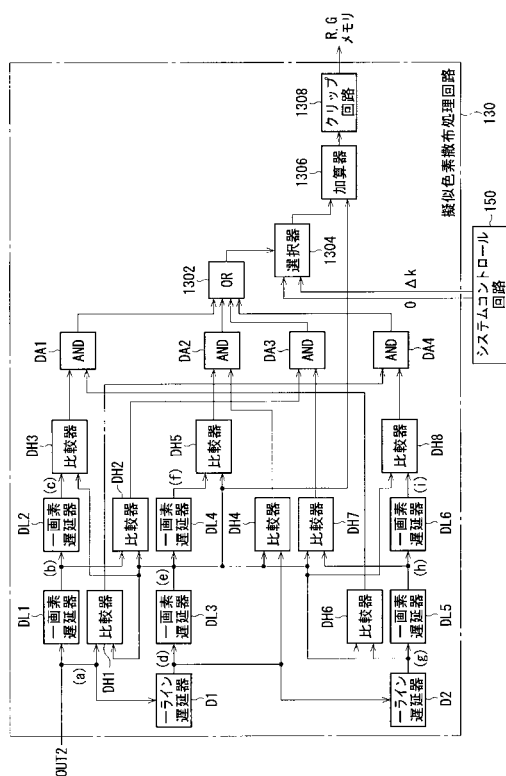 OUT2
(a)
DL1
一画素
遅延器
(b)
DL2
一画素
遅延器
(c)
DH3
比較器
DA1
AND
DH1
比較器
DH2
比較器
D1
一ライン
遅延器
(d)
DL3
一画素
遅延器
(e)
DL4
一画素
遅延器
(f)
DH5
比較器
DA2
AND
DH4
比較器
DA3
AND
DH7
比較器
DH6
比較器
D2
一ライン
遅延器
(g)
DL5
一画素
遅延器
(h)
DL6
一画素
遅延器
(i)
DH8
比較器
DA4
AND
1302
OR
選択器
1304
0
Δk
1306
加算器
1308
クリップ
回路
R.G
メモリ
擬似色素撒布処理回路
130
150
システムコントロール
回路